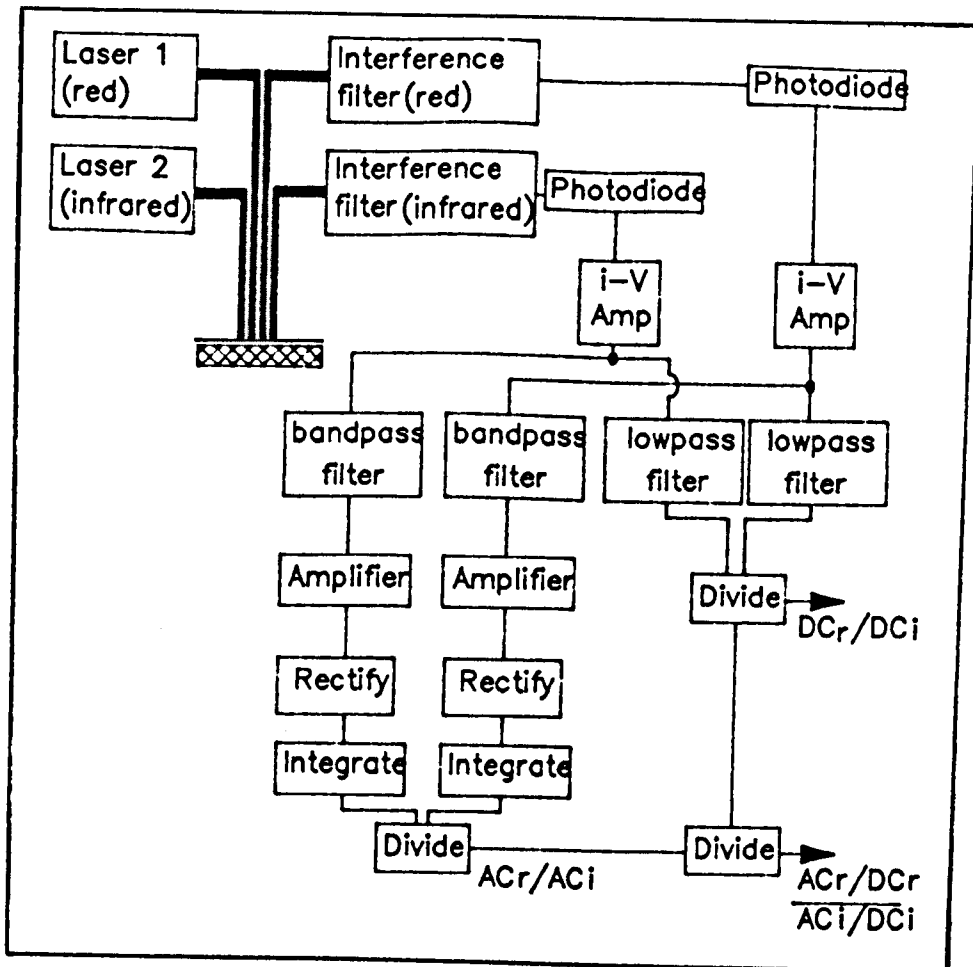 Laser 1
(red)
Interference
filter(red)
Photodiode
Laser 2
(infrared)
Interference
filter(infrared)
Photodiode
i-V
Amp
i-V
Amp
bandpass
filter
bandpass
filter
lowpass
filter
lowpass
filter
Amplifier
Amplifier
Divide
DCr/DCi
Rectify
Rectify
Integrate
Integrate
Divide
ACr/ACi
Divide
ACr/DCr
ACi/DCi